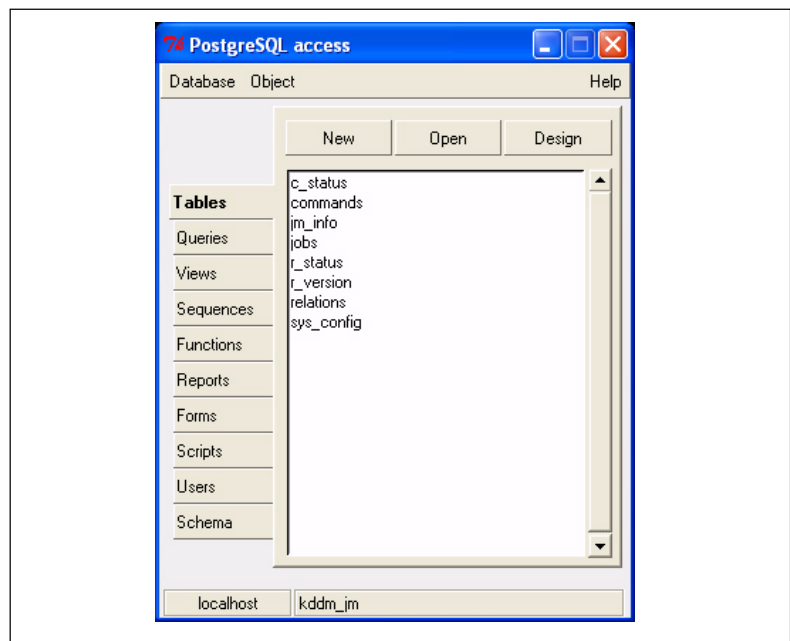 PostgreSQL access
Database Object Help
New Open Design
Tables
Queries
Views
Sequences
Functions
Reports
Forms
Scripts
Users
Schema
c_status
commands
jm_info
jobs
r_status
r_version
relations
sys_config
localhost kddm_jm